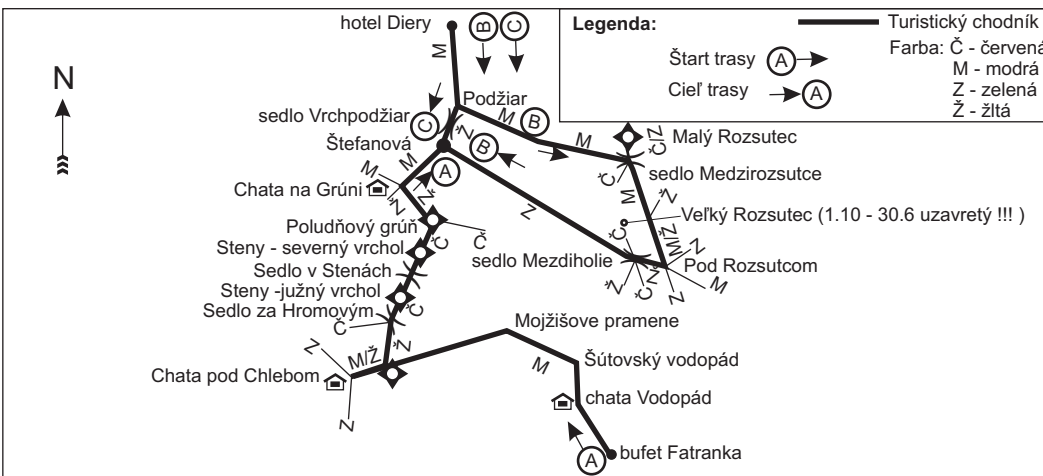 hotel Diery
B
C
Legenda:
Turistický chodník
Farba: Č - červená
M - modrá
Z - zelená
Ž - žltá
Štart trasy
A
Cieľ trasy
A
N
M
Podžiar
sedlo Vrchpodžiar
C
Ž
M
B
M
Č/Z
Malý Rozsutec
Štefanová
B
Č
sedlo Medzirozsutce
M
M
A
Chata na Grúni
Z
Ž
Z
M
Ž
Veľký Rozsutec (1.10 - 30.6 uzavretý !!! )
Poludňový grúň
Č
Č
Č
M/Ž
Z
Steny - severný vrchol
sedlo Mezdiholie
Pod Rozsutcom
Sedlo v Stenách
Ž
Č
Z
Z
M
Steny -južný vrchol
Č
Sedlo za Hromovým
Č
Mojžišove pramene
Z
M/Ž
Ž
M
Šútovský vodopád
Chata pod Chlebom
Z
chata Vodopád
A
bufet Fatranka